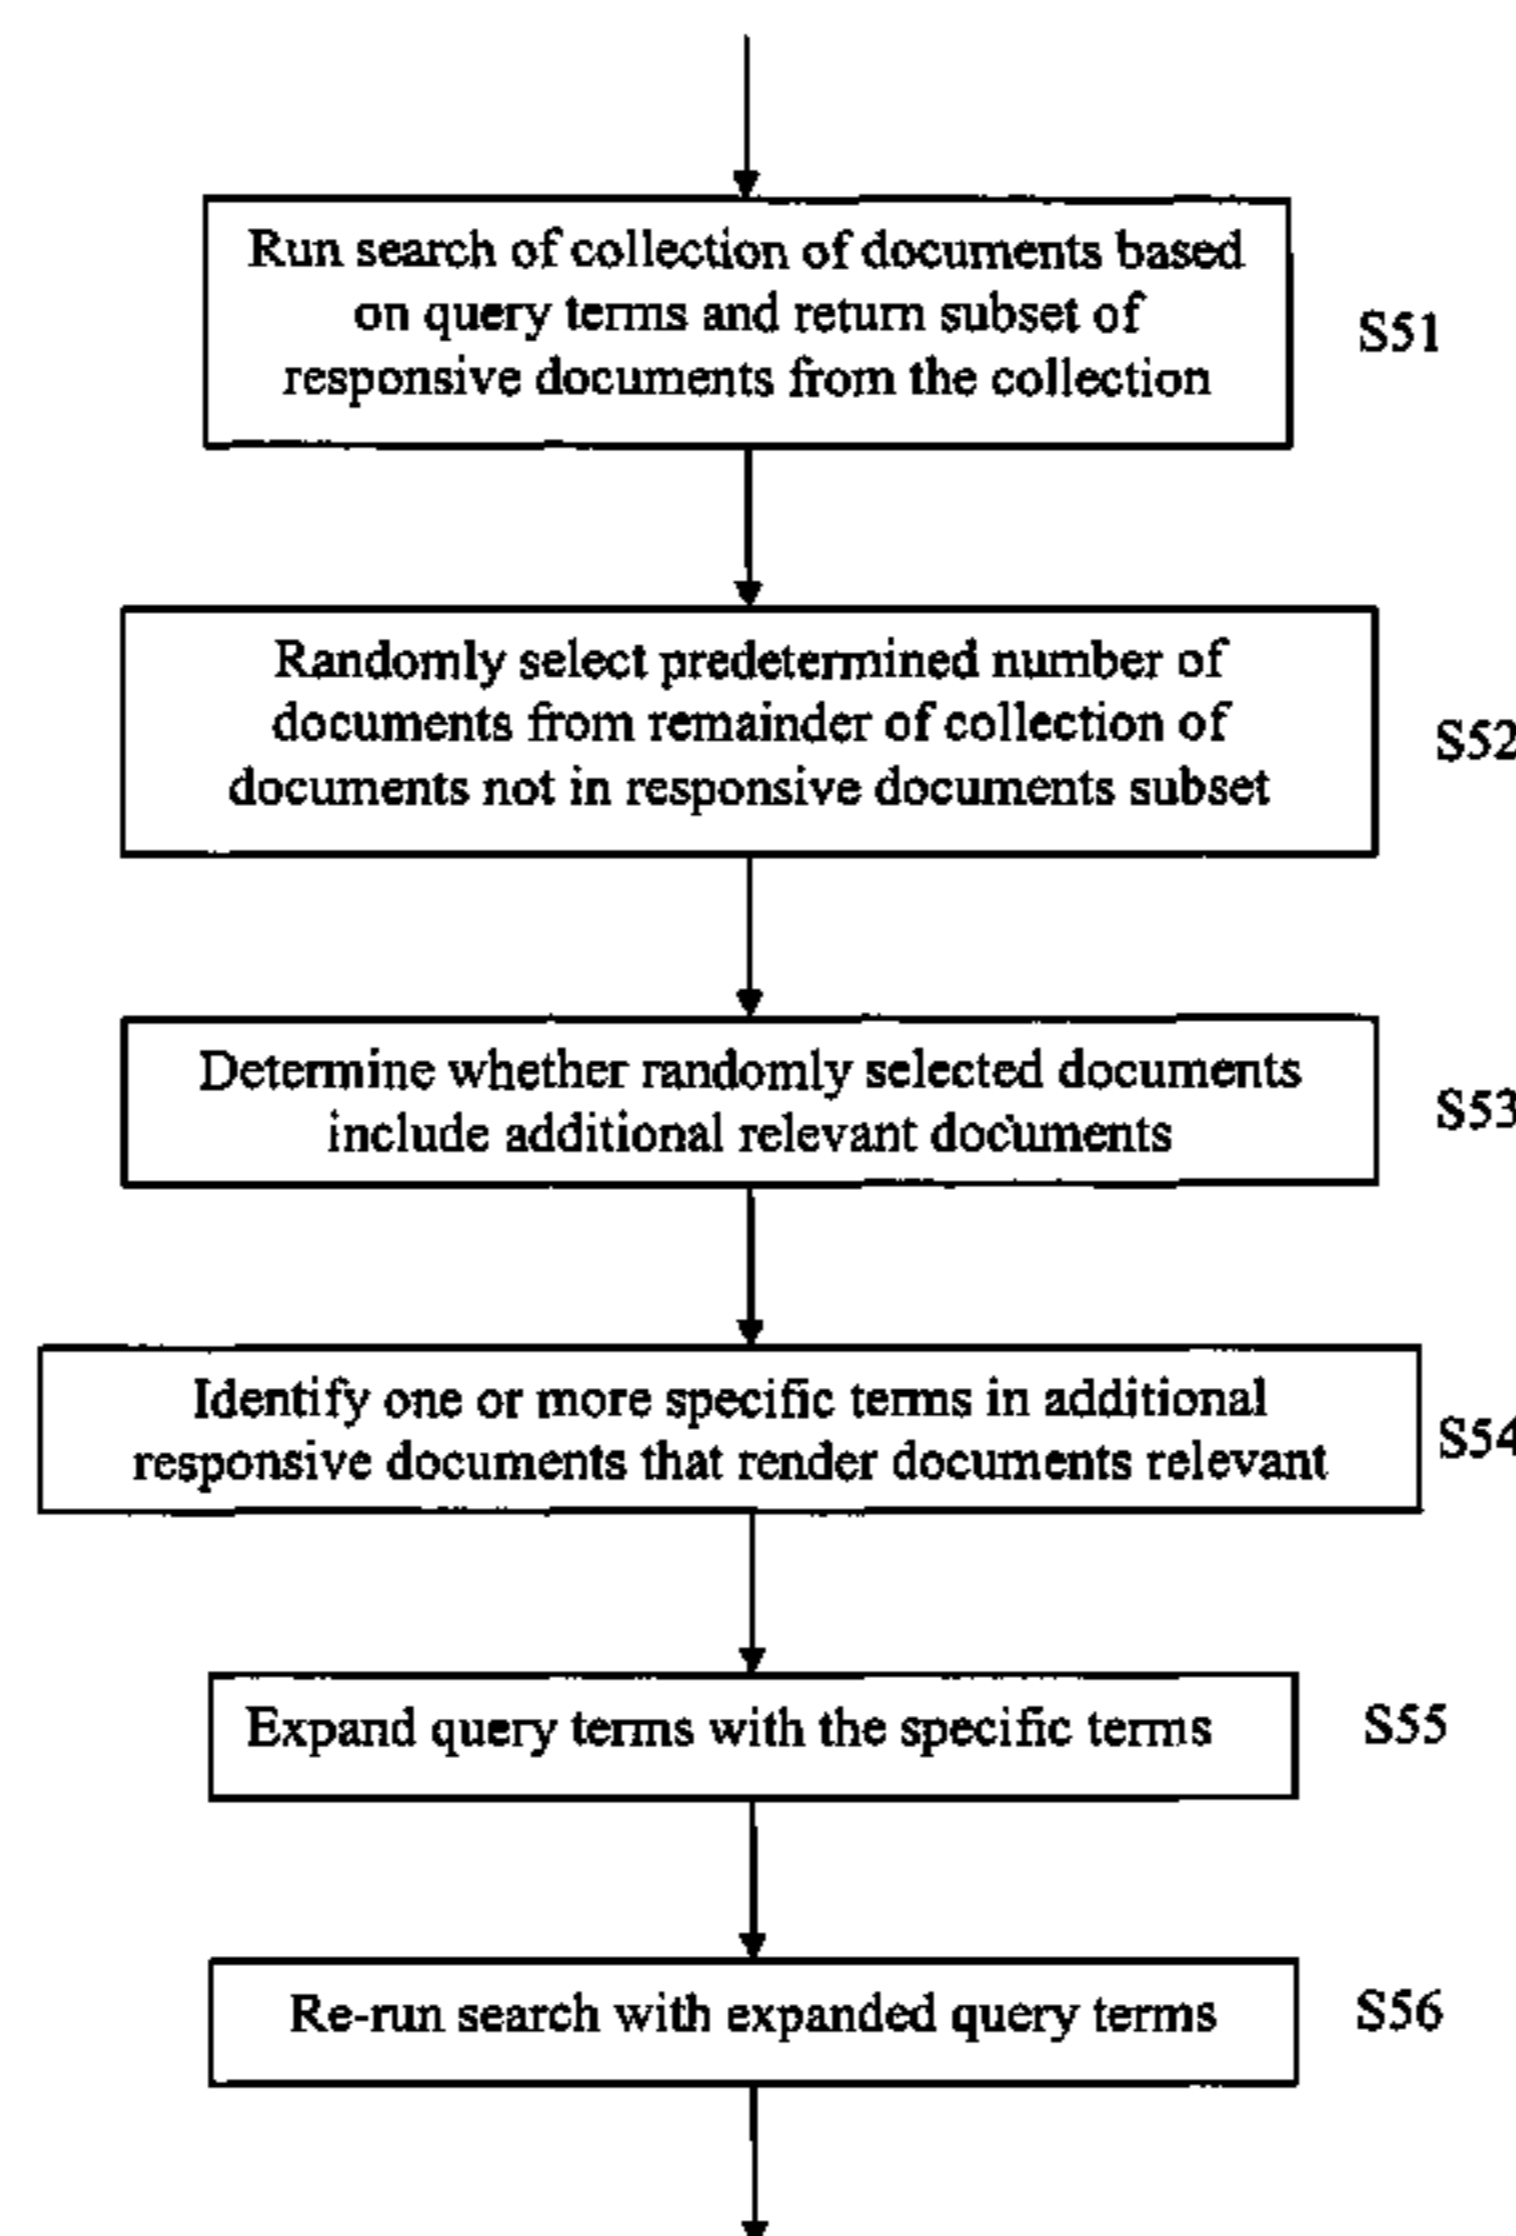 Run search of collection of documents based
on query terms and return subset of
responsive documents from the collection
S51
Randomly select predetermined number of
documents from remainder of collection of
documents not in responsive documents subset
S52
Determine whether randomly selected documents
include additional relevant documents
S53
Identify one or more specific terms in additional
responsive documents that render documents relevant
S54
Expand query terms with the specific terms
S55
Re-run search with expanded query terms
S56